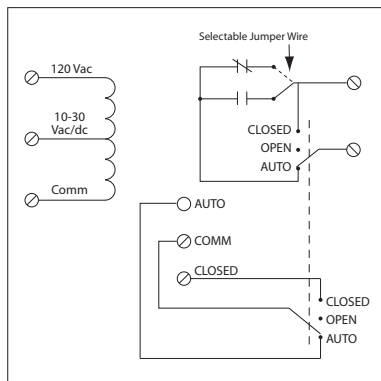 Selectable Jumper Wire
120 Vac
10-30
Vac/dc
Comm
CLOSED
OPEN
AUTO
AUTO
COMM
CLOSED
CLOSED
OPEN
AUTO